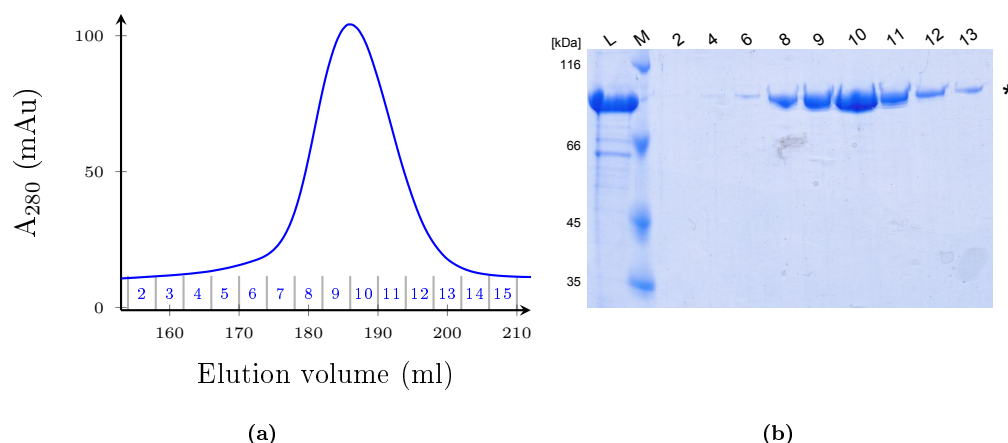 100
50
0
A280 (mAu)
2 3 4 5 6 7 8 9 10 11 12 13 14 15
160 170 180 190 200 210
Elution volume (ml)
(a)
[kDa] L M 2 4 6 8 9 10 11 12 13
116
*
66
45
35
(b)